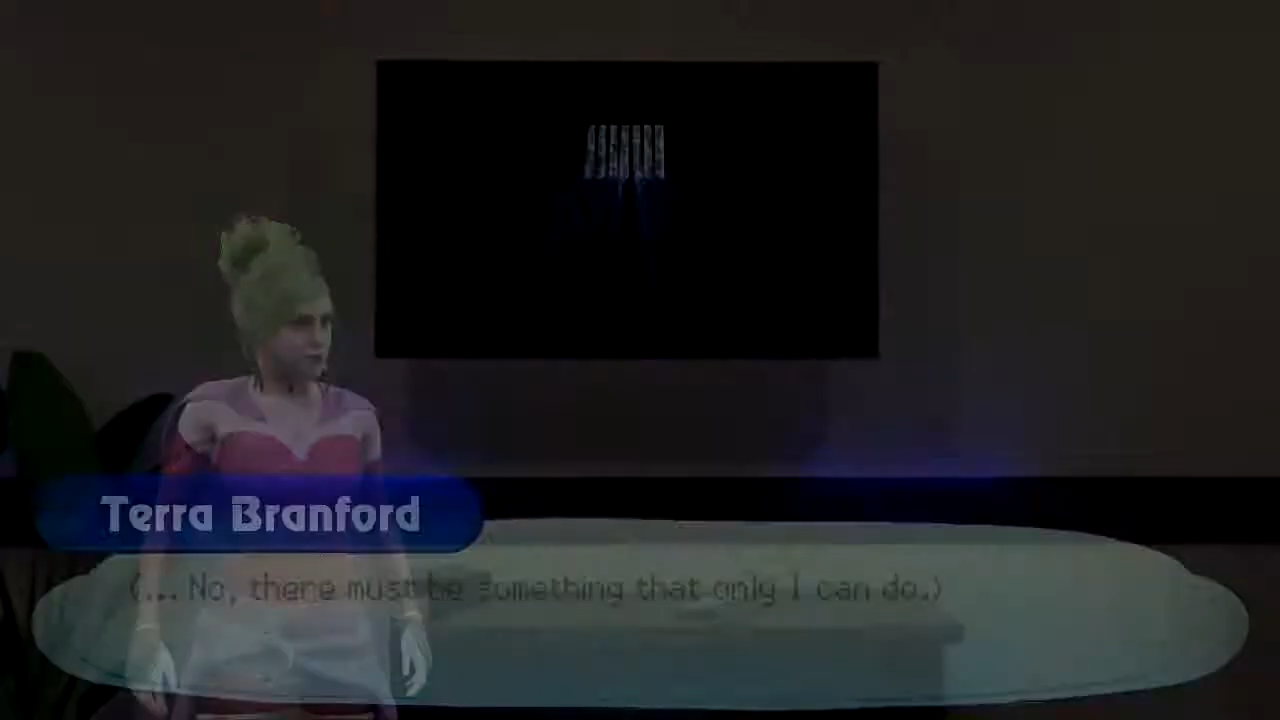 Terra Branford
(... No, there must be something that only I can do.)